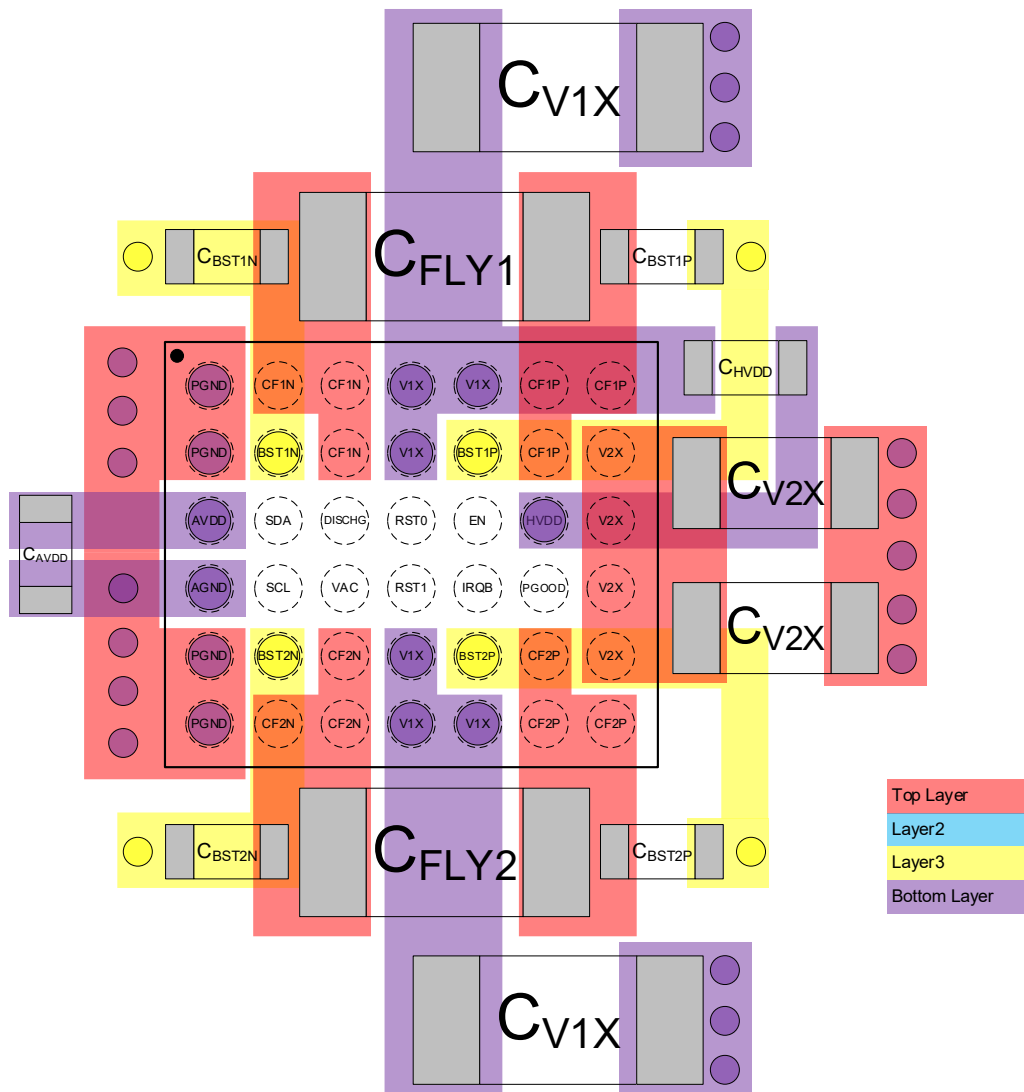 CV1X
CBST1N
CFLY1
CBST1P
CHVDD
PGND CF1N CF1N V1X V1X CF1P CF1P
PGND BST1N CF1N V1X BST1P CF1P V2X
CV2X
AVDD SDA DISCHG RST0 EN HVDD V2X
CAVDD
AGND SCL VAC RST1 IRQB PGOOD V2X
CV2X
PGND BST2N CF2N V1X BST2P CF2P V2X
PGND CF2N CF2N V1X V1X CF2P CF2P
CBST2N
CFLY2
CBST2P
Top Layer
Layer2
Layer3
Bottom Layer
CV1X